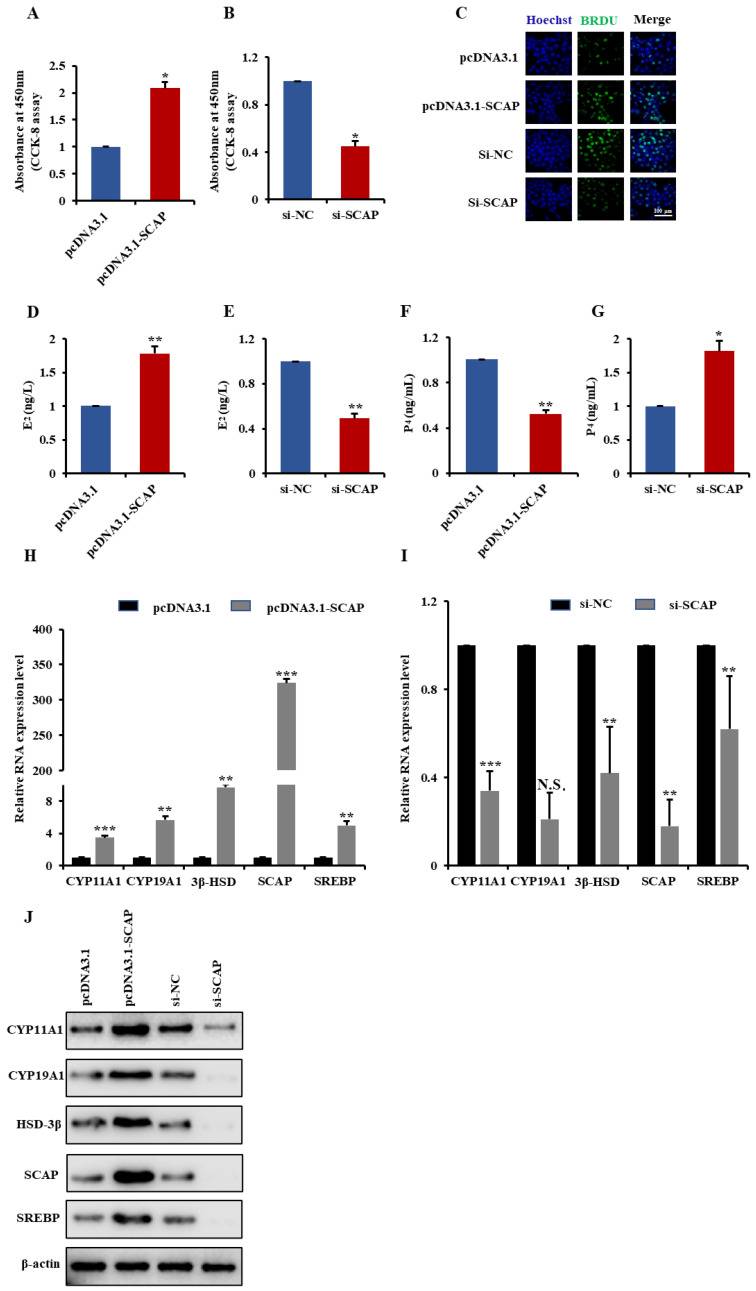 A
Absorbance at 450nm
(CCK-8 assay
2.5
2
1.5
1
0.5
0
*
pcDNA3.1
pcDNA3.1-SCAP
B
Absorbance at 450nm
(CCK-8 assay
1.2
0.8
0.4
0
*
si-NC
si-SCAP
C
Hoechst BRDU Merge
pcDNA3.1
pcDNA3.1-SCAP
Si-NC
Si-SCAP
100 μm
D
E2 (ng/L)
2
1.5
1
0.5
0
**
pcDNA3.1
pcDNA3.1-SCAP
E
E2 (ng/L)
1.2
0.8
0.4
0
**
si-NC
si-SCAP
F
P4 (ng/mL)
1.2
0.8
0.4
0
**
pcDNA3.1
pcDNA3.1-SCAP
G
P4 (ng/mL)
2
1.5
1
0.5
0
*
si-NC
si-SCAP
H
pcDNA3.1 pcDNA3.1-SCAP
Relative RNA expression level
400
350
300
250
200
8
4
0
*** ** ** *** **
CYP11A1 CYP19A1 3β-HSD SCAP SREBP
I
si-NC si-SCAP
Relative RNA expression level
1.2
0.8
0.4
0
*** N.S. ** ** **
CYP11A1 CYP19A1 3β-HSD SCAP SREBP
J
pcDNA3.1
pcDNA3.1-SCAP
si-NC
si-SCAP
CYP11A1
CYP19A1
HSD-3β
SCAP
SREBP
β-actin